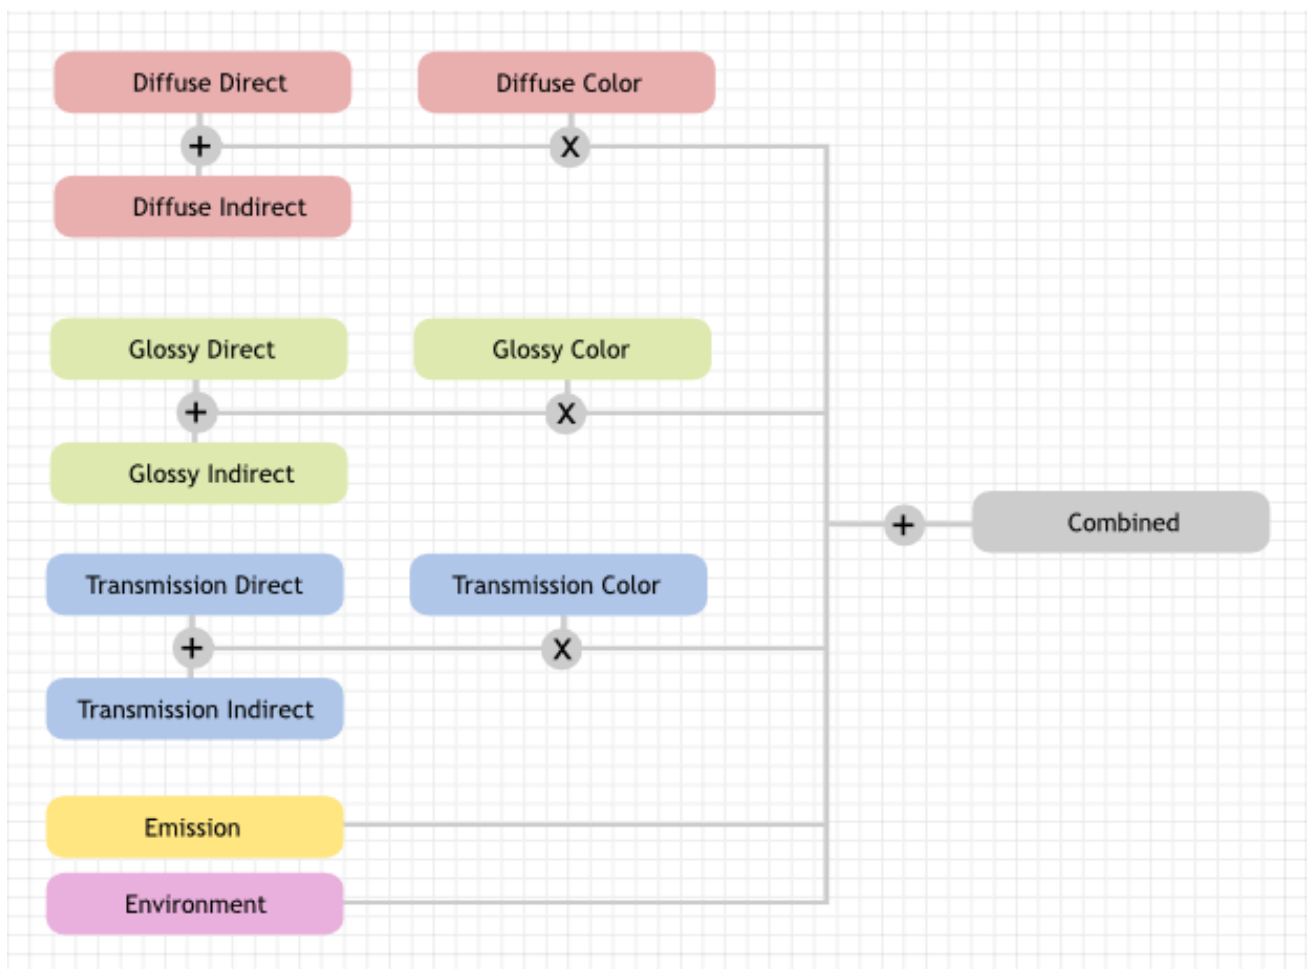 Diffuse Direct
Diffuse Color
+
X
Diffuse Indirect
Glossy Direct
Glossy Color
+
X
Glossy Indirect
+
Combined
Transmission Direct
Transmission Color
+
X
Transmission Indirect
Emission
Environment